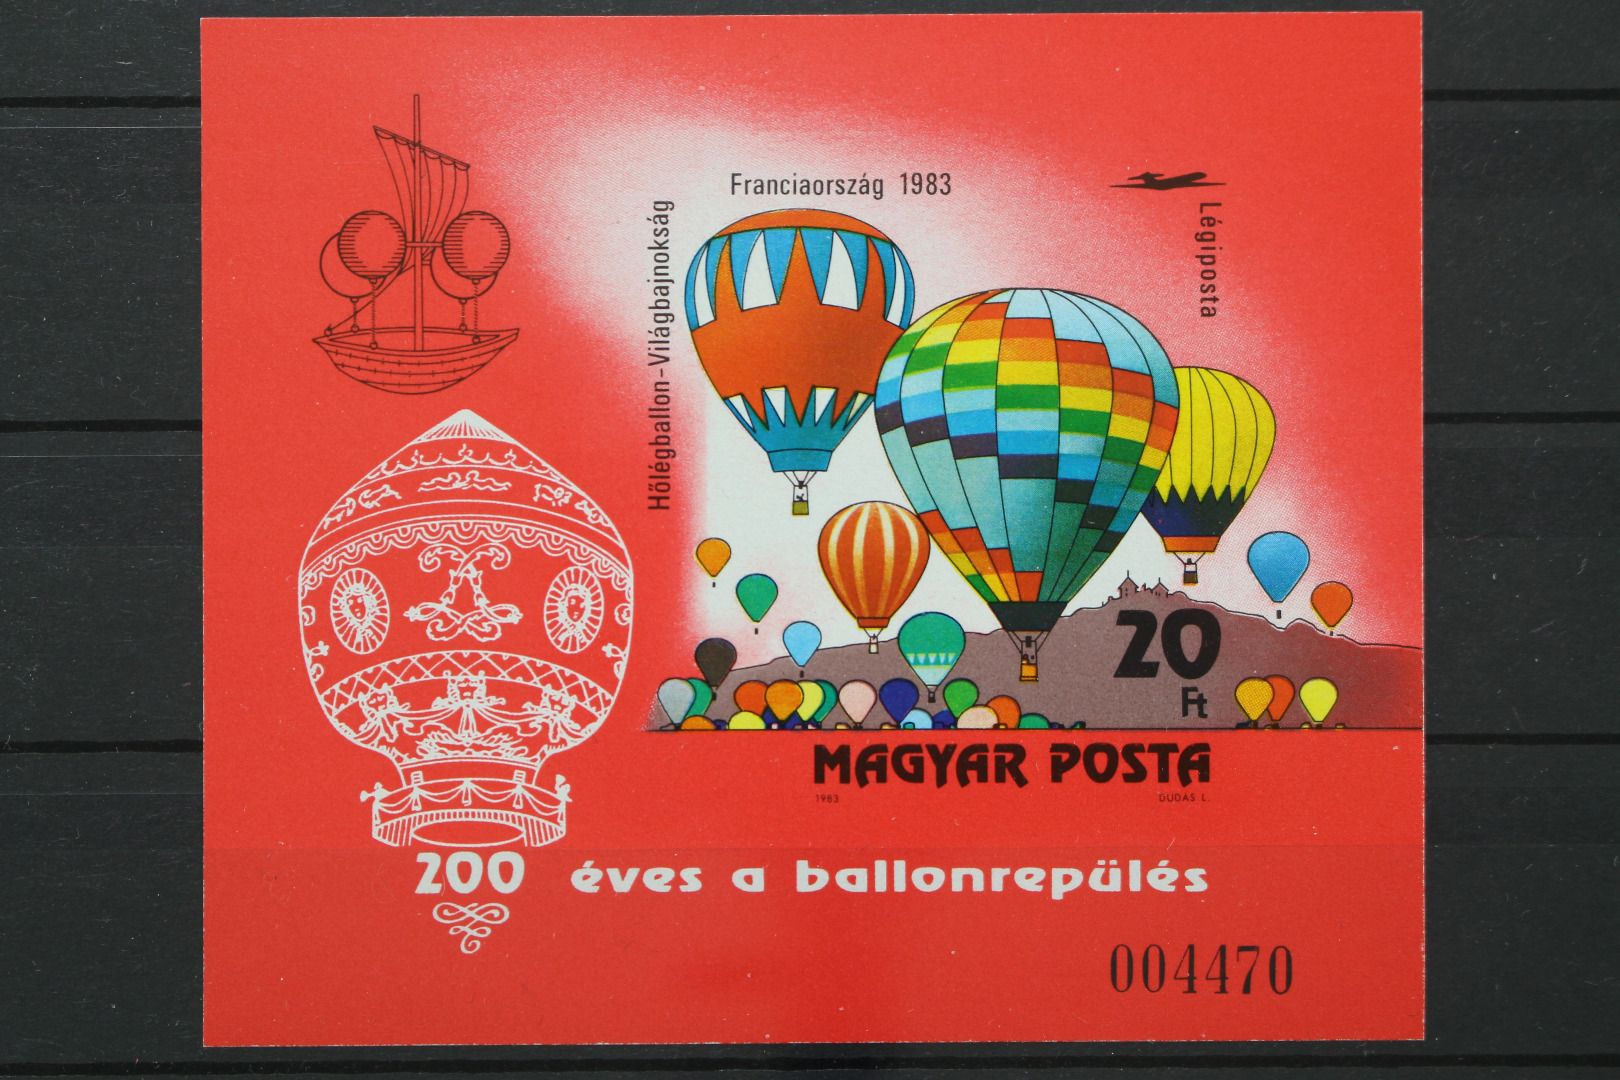 Franciaország 1983
Hőlégballon-Világbajnokság
Légiposta
20
Ft
MAGYAR POSTA
1983
DUDÁS L.
200 éves a ballonrepülés
004470